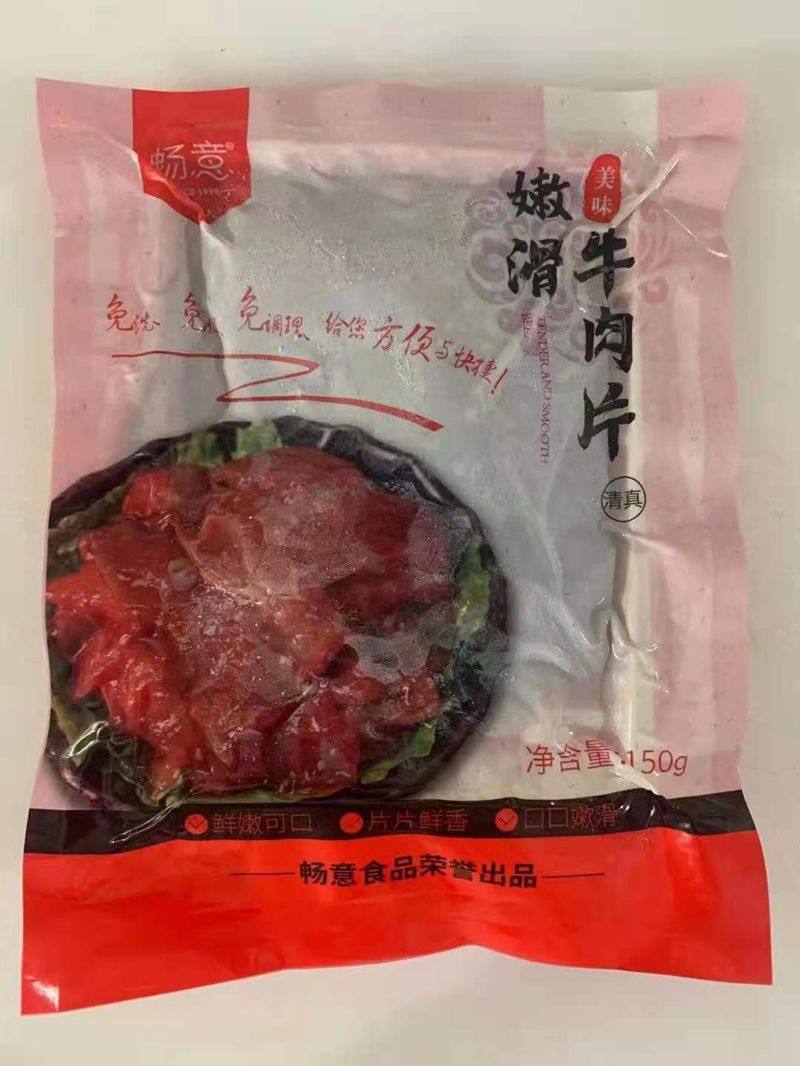 畅意®
美味
嫩滑
牛肉片
TENDER AND SMOOTH
清真
免洗 免 免调理 给您方便与快捷!
净含量:150g
鲜嫩可口 片片鲜香 口口嫩滑
畅意食品荣誉出品